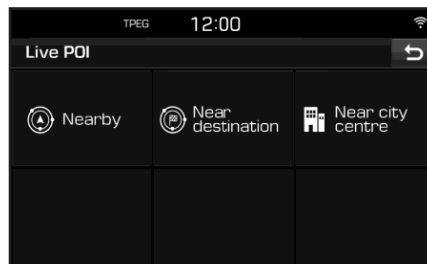 TPEG 12:00
Live POI
Nearby
Near
destination
Near city
centre